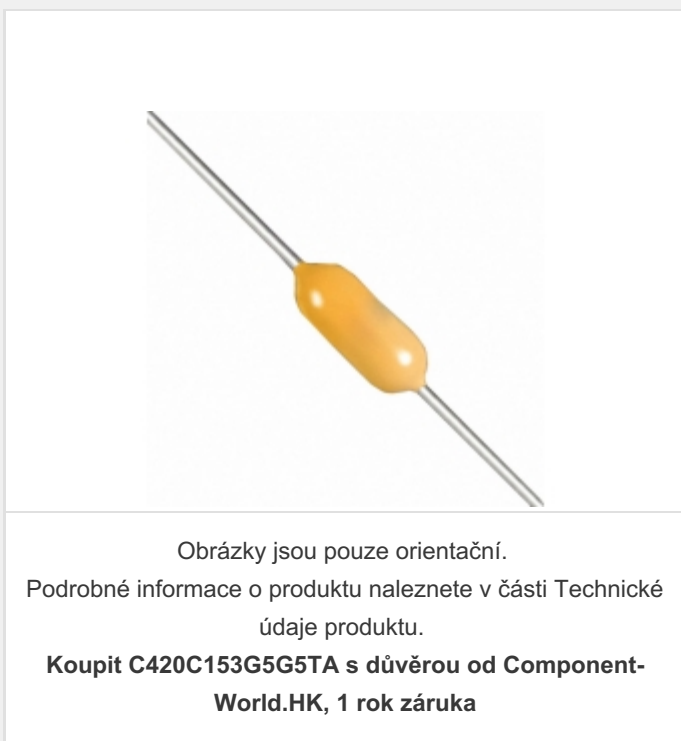 Obrázky jsou pouze orientační.
Podrobné informace o produktu naleznete v části Technické
údaje produktu.
Koupit C420C153G5G5TA s důvěrou od Component-
World.HK, 1 rok záruka